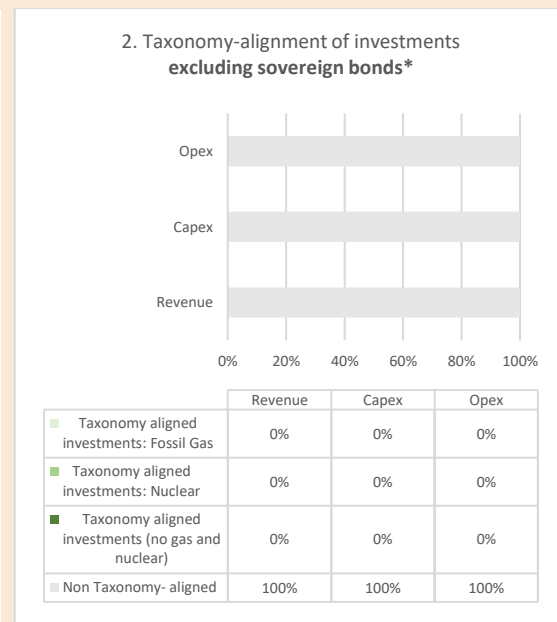 2. Taxonomy-alignment of investments
excluding sovereign bonds*
Opex
Capex
Revenue
0% 20% 40% 60% 80% 100%
Revenue Capex Opex
Taxonomy aligned
investments: Fossil Gas
0% 0% 0%
Taxonomy aligned
investments: Nuclear
0% 0% 0%
Taxonomy aligned
investments (no gas and
nuclear)
0% 0% 0%
Non Taxonomy- aligned 100% 100% 100%